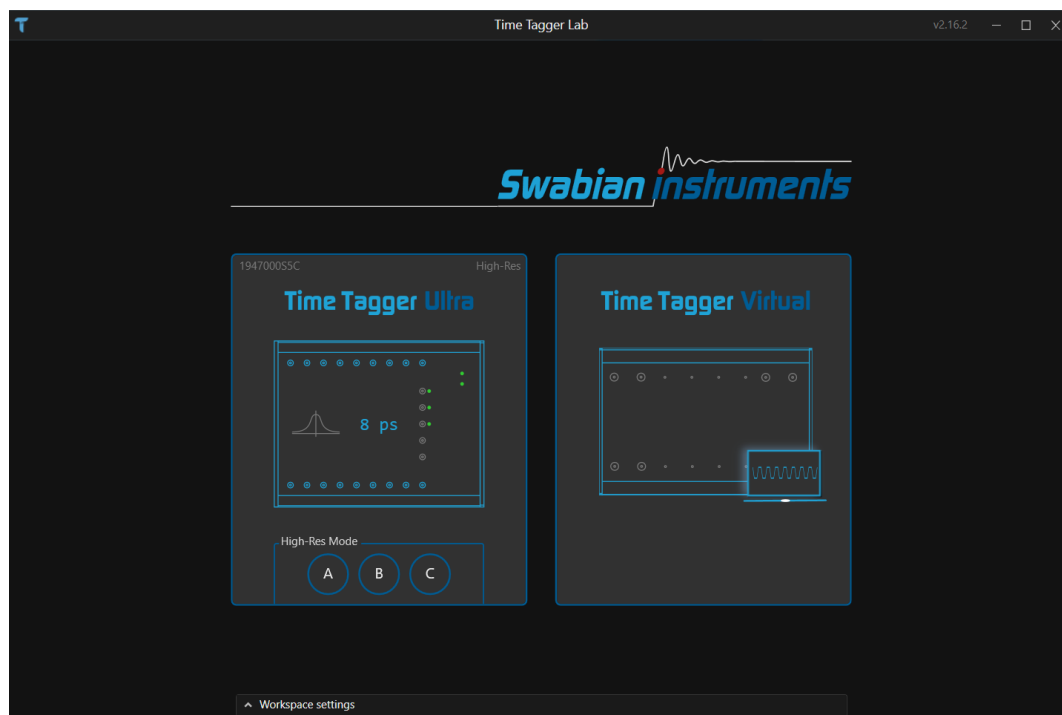 Time Tagger Lab
v2.16.2
Swabian instruments
1947000S5C
High-Res
Time Tagger Ultra
8 ps
High-Res Mode
A
B
C
Time Tagger Virtual
Workspace settings